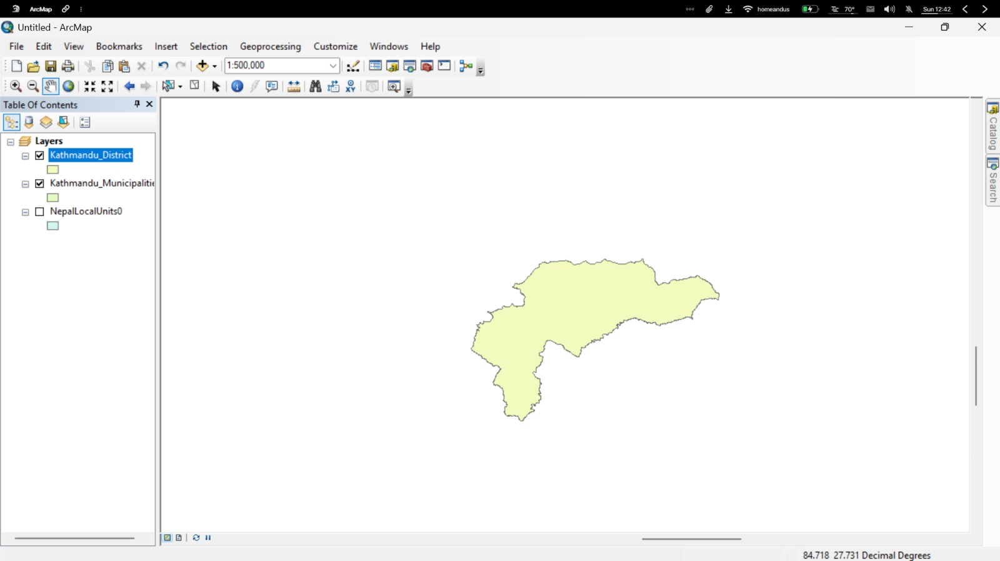 ArcMap
homeandus
70°
Sun 12:42
Untitled - ArcMap
File Edit View Bookmarks Insert Selection Geoprocessing Customize Windows Help
1:500,000
XY
Table Of Contents
Layers
Kathmandu_District
Kathmandu_Municipalitie
NepalLocalUnits0
Catalog
Search
84.718 27.731 Decimal Degrees